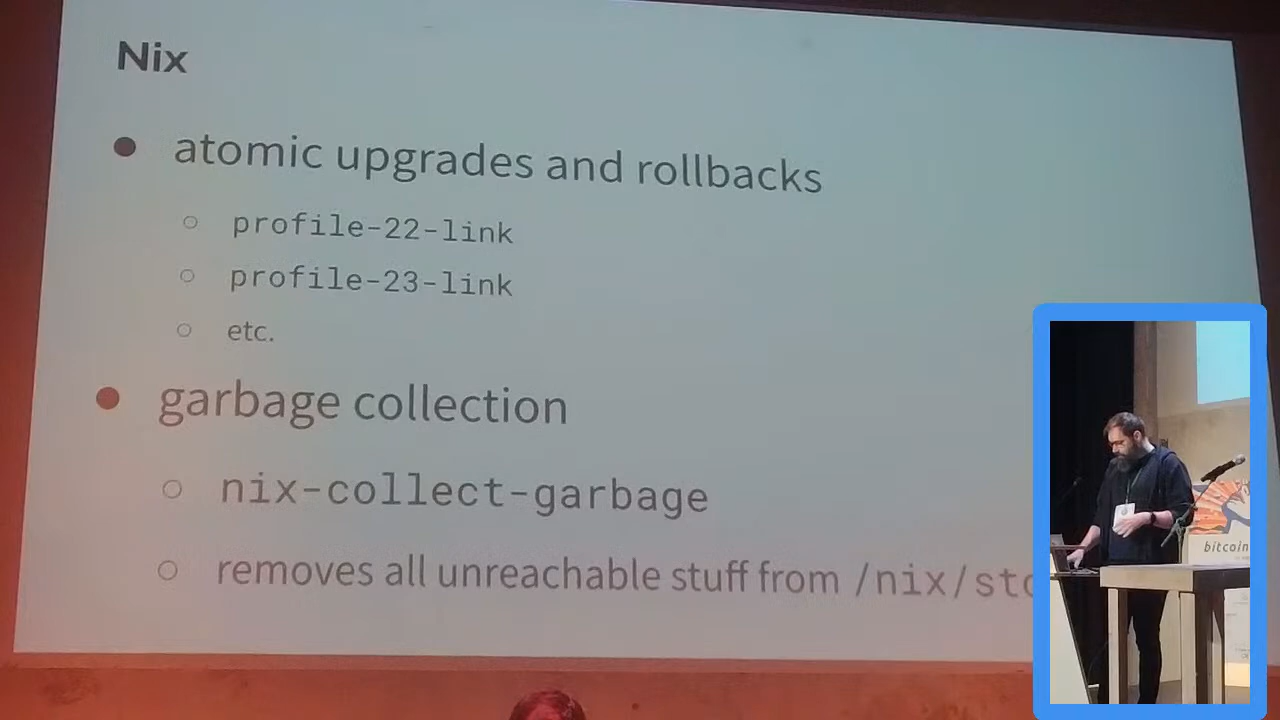 Nix
● atomic upgrades and rollbacks
○ profile-22-link
○ profile-23-link
○ etc.
● garbage collection
○ nix-collect-garbage
○ removes all unreachable stuff from /nix/sto
bitcoin